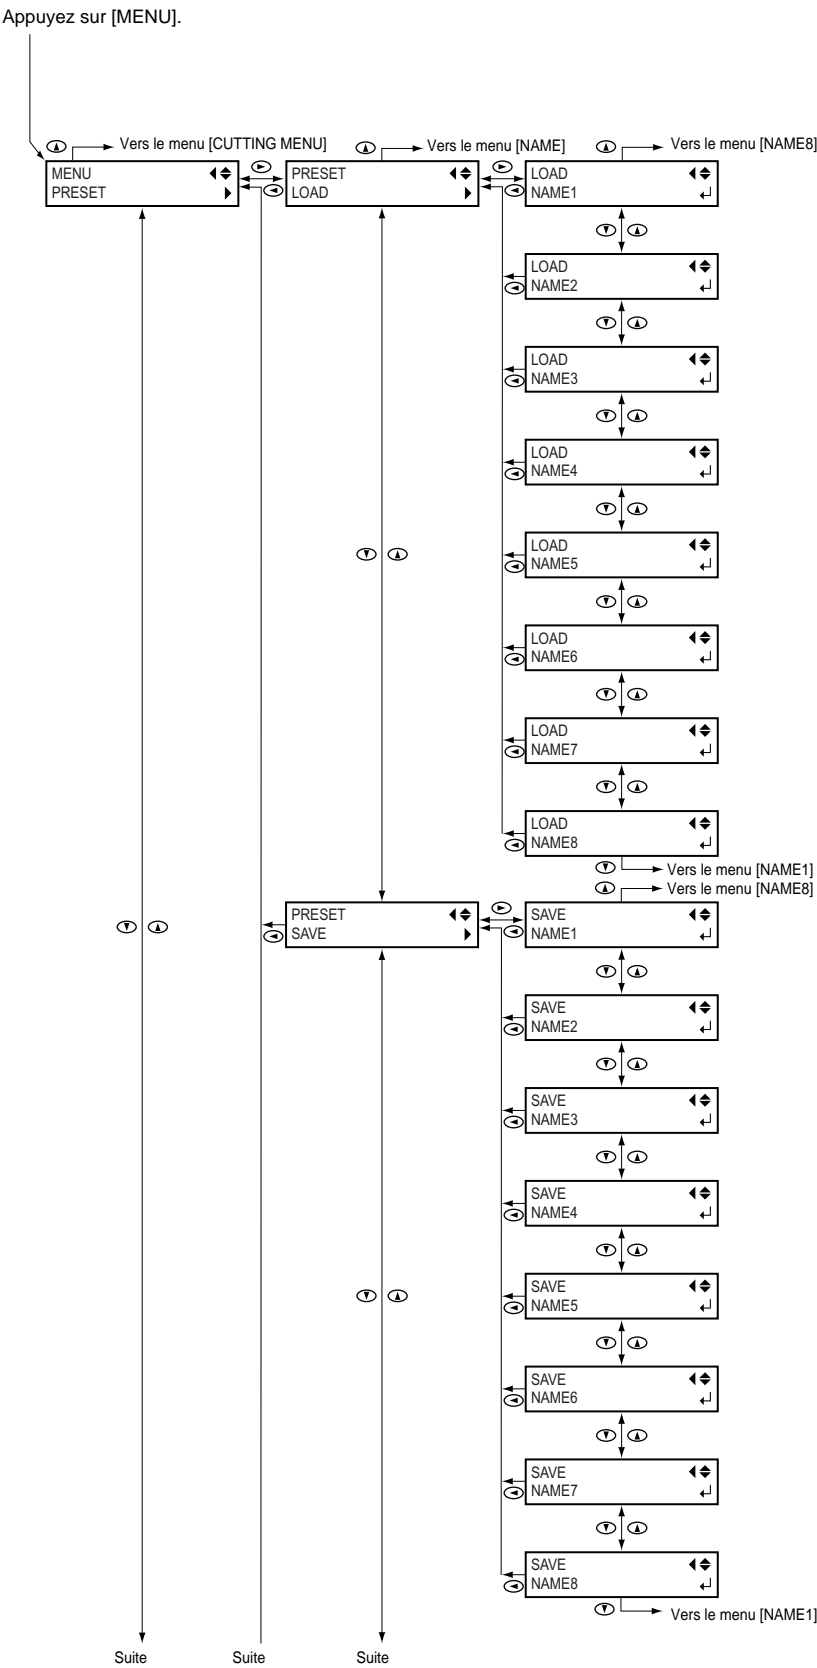 Appuyez sur [MENU].
Vers le menu [CUTTING MENU]
Vers le menu [NAME]
Vers le menu [NAME8]
MENU
PRESET
PRESET
LOAD
LOAD
NAME1
LOAD
NAME2
LOAD
NAME3
LOAD
NAME4
LOAD
NAME5
LOAD
NAME6
LOAD
NAME7
LOAD
NAME8
Vers le menu [NAME1]
Vers le menu [NAME8]
PRESET
SAVE
SAVE
NAME1
SAVE
NAME2
SAVE
NAME3
SAVE
NAME4
SAVE
NAME5
SAVE
NAME6
SAVE
NAME7
SAVE
NAME8
Vers le menu [NAME1]
Suite
Suite
Suite